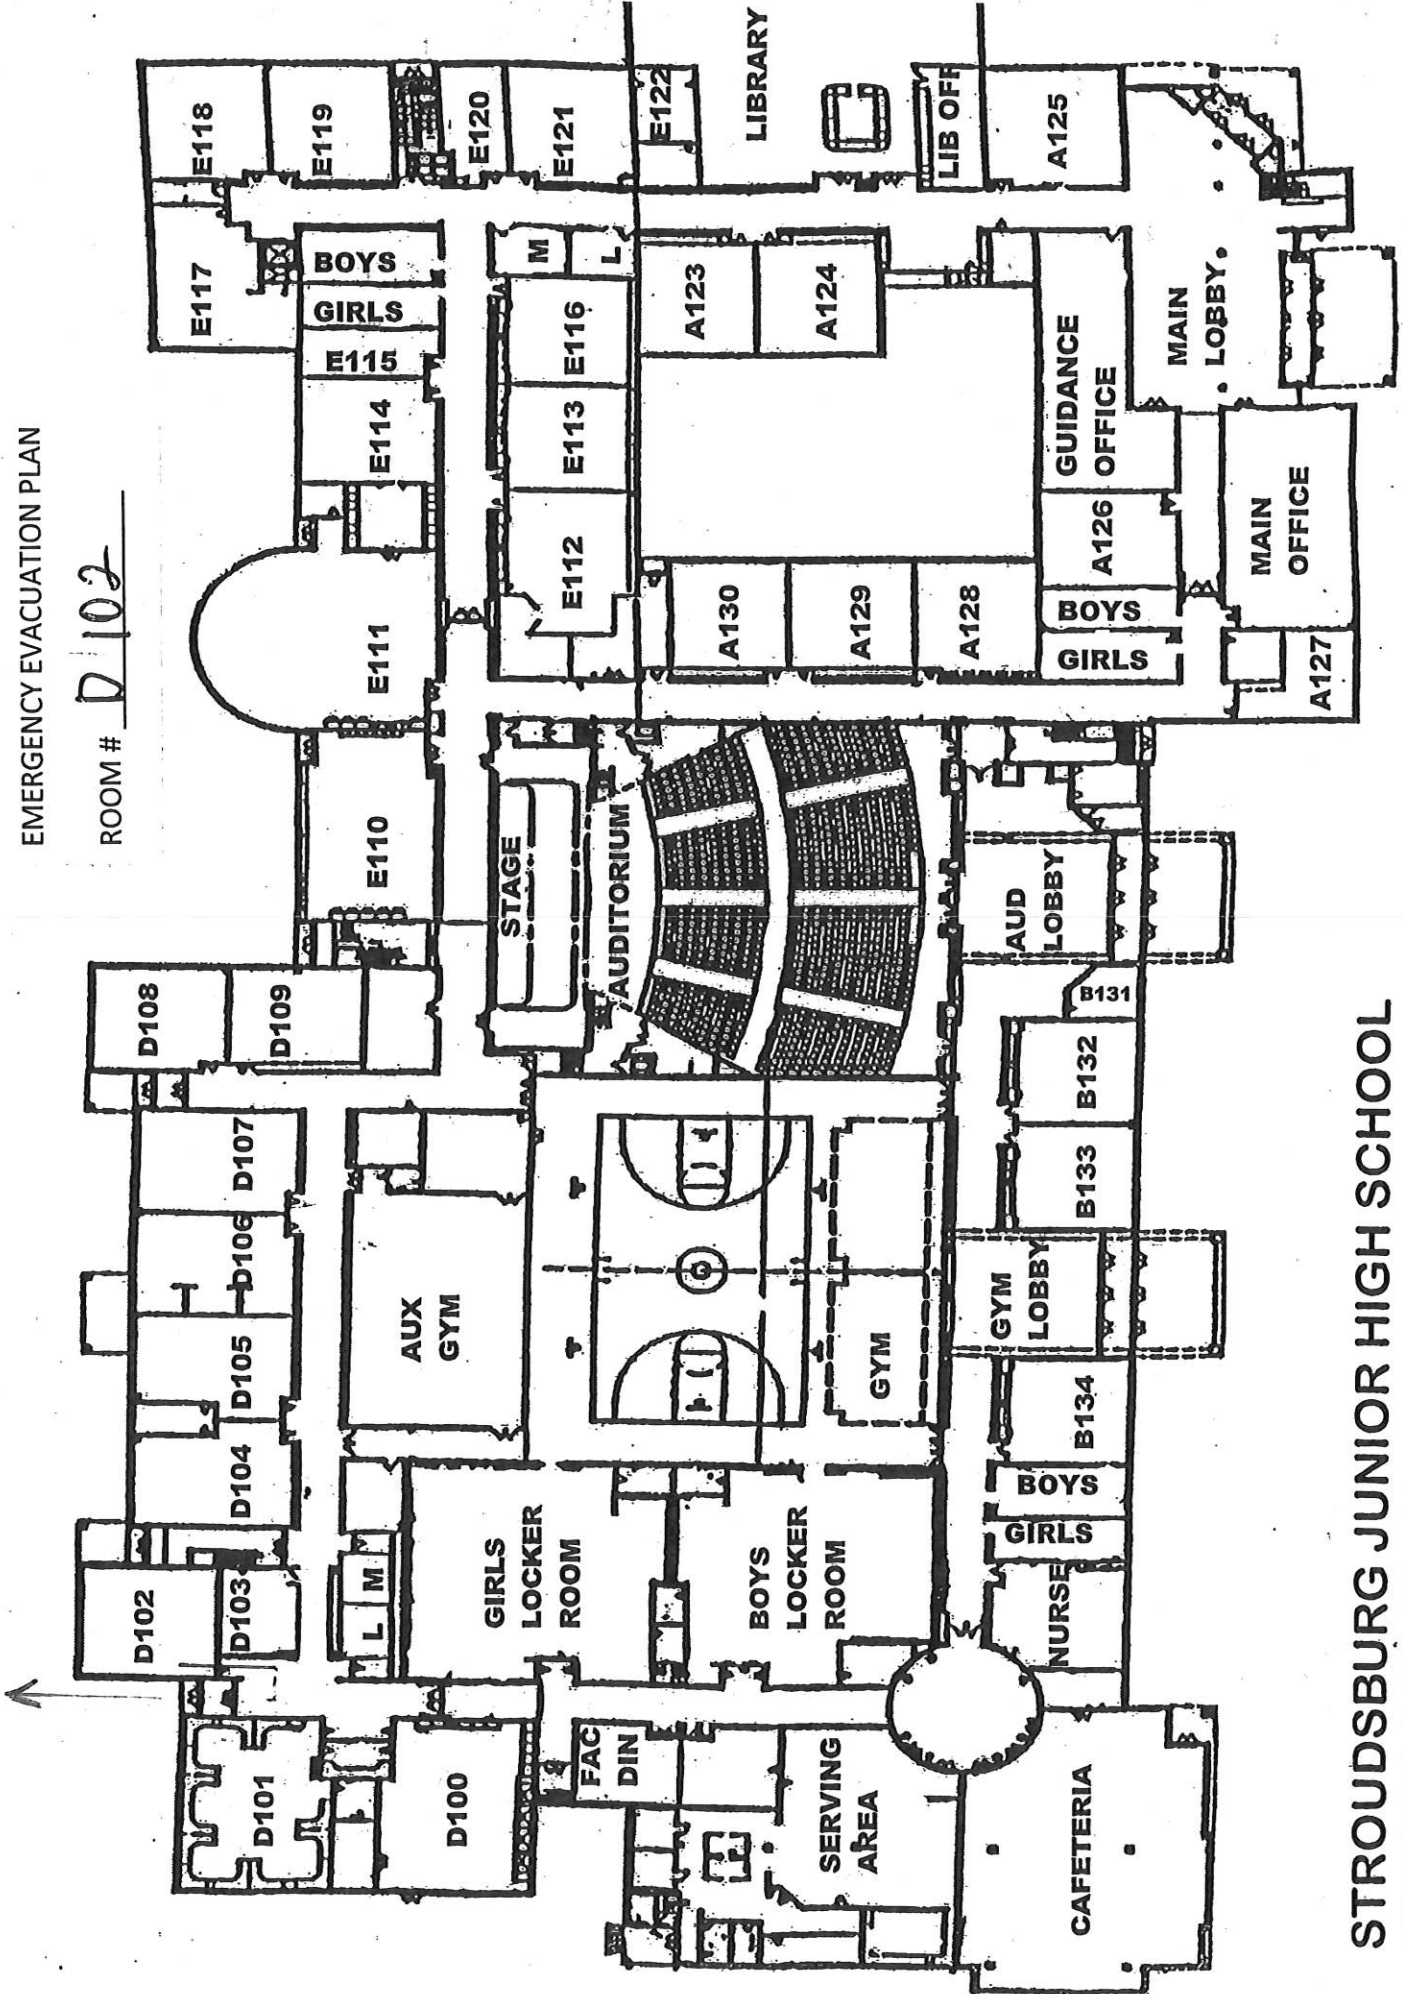 EMERGENCY EVACUATION PLAN
ROOM # D 102
E118
E119
E120
E121
E122
LIBRARY
LIB OFF
A125
E117
BOYS
GIRLS
E115
E114
M
L
E116
E113
E112
A123
A124
GUIDANCE
OFFICE
MAIN
LOBBY
E111
E110
A130
A129
A128
A126
BOYS
GIRLS
MAIN
OFFICE
A127
STAGE
AUDITORIUM
AUD
LOBBY
B131
D108
D109
B132
B133
D107
D106
D105
D104
AUX
GYM
GYM
GYM
LOBBY
B134
BOYS
GIRLS
NURSE
D102
D103
M
L
GIRLS
LOCKER
ROOM
BOYS
LOCKER
ROOM
D101
D100
FAC
DIN
SERVING
AREA
CAFETERIA
STROUDSBURG JUNIOR HIGH SCHOOL